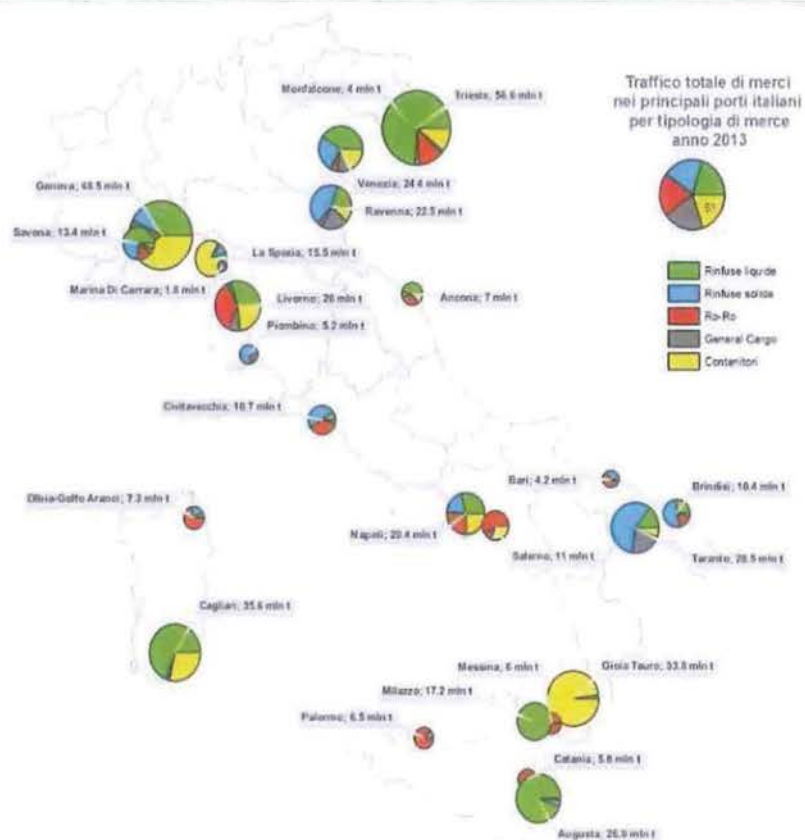 Traffico totale di merci
nei principali porti italiani
per tipologia di merce
anno 2013
Rinfuse liquide
Rinfuse solide
Ro-Ro
General Cargo
Contenitori
Monfalcone; 4 mln t
Trieste; 56.6 mln t
Venezia; 24.4 mln t
Ravenna; 22.5 mln t
Genova; 48.5 mln t
Savona; 13.4 mln t
La Spezia; 15.5 mln t
Marina Di Carrara; 1.8 mln t
Livorno; 28 mln t
Piombino; 5.2 mln t
Ancona; 7 mln t
Civitavecchia; 10.7 mln t
Olbia-Golfo Aranci; 7.3 mln t
Napoli; 20.4 mln t
Salerno; 11 mln t
Bari; 4.2 mln t
Brindisi; 10.4 mln t
Taranto; 28.5 mln t
Cagliari; 35.6 mln t
Messina; 6 mln t
Gioia Tauro; 33.8 mln t
Milazzo; 17.2 mln t
Palermo; 6.5 mln t
Catania; mln t
Augusta; mln t